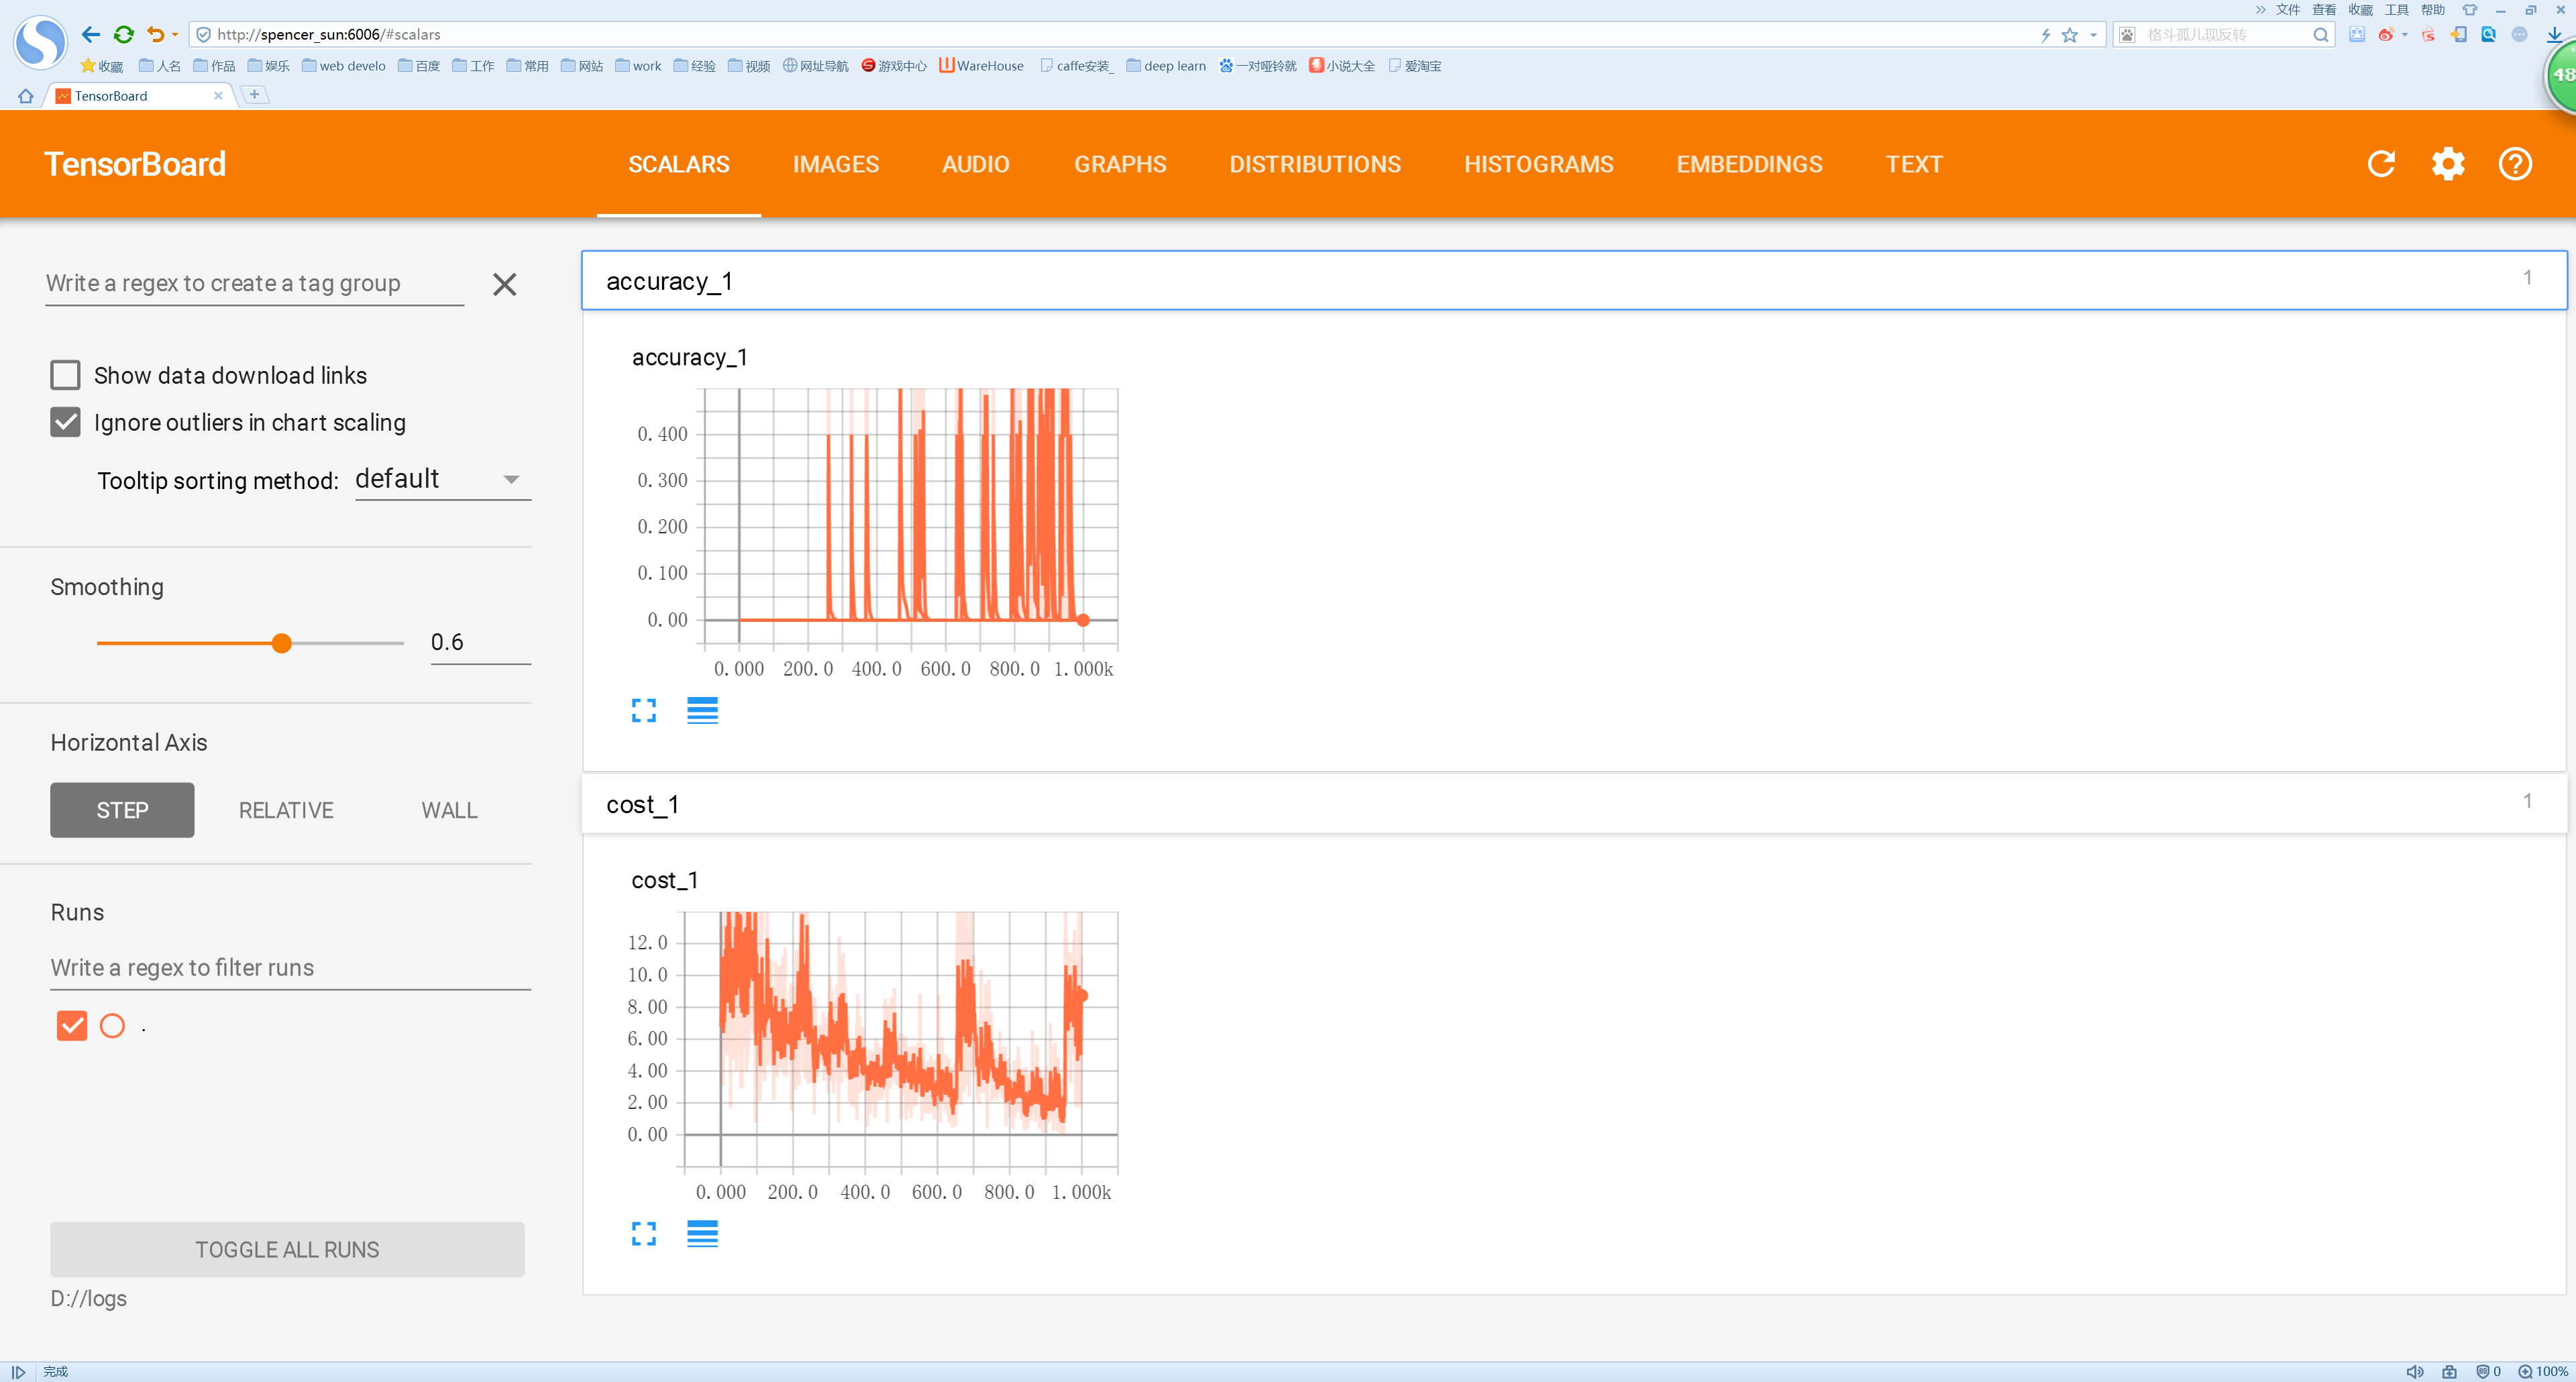 文件 查看 收藏 工具 帮助
http://spencer_sun:6006/#scalars
格斗孤儿现反转
收藏 人名 作品 娱乐 web develo 百度 工作 常用 网站 work 经验 视频 网址导航 游戏中心 WareHouse caffe安装_ deep learn 一对哑铃就 小说大全 爱淘宝
48
TensorBoard
TensorBoard
SCALARS IMAGES AUDIO GRAPHS DISTRIBUTIONS HISTOGRAMS EMBEDDINGS TEXT
Write a regex to create a tag group
Show data download links
Ignore outliers in chart scaling
Tooltip sorting method: default
Smoothing
0.6
Horizontal Axis
STEP RELATIVE WALL
Runs
Write a regex to filter runs
.
TOGGLE ALL RUNS
D://logs
accuracy_1 1
accuracy_1
0.400
0.300
0.200
0.100
0.00
0.000 200.0 400.0 600.0 800.0 1.000k
cost_1 1
cost_1
12.0
10.0
8.00
6.00
4.00
2.00
0.00
0.000 200.0 400.0 600.0 800.0 1.000k
完成
0 100%